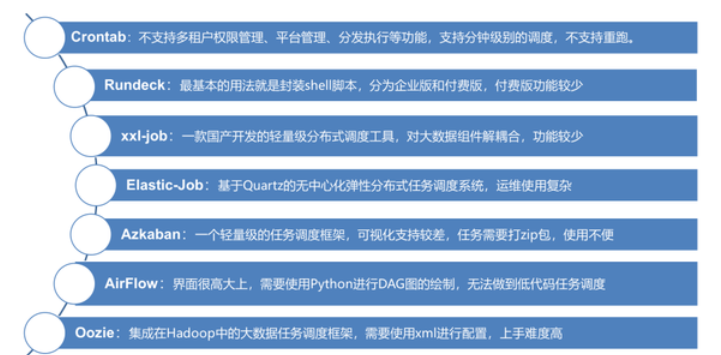 Crontab：不支持多租户权限管理、平台管理、分发执行等功能，支持分钟级别的调度，不支持重跑。
Rundeck：最基本的用法就是封装shell脚本，分为企业版和付费版，付费版功能较少
xxl-job：一款国产开发的轻量级分布式调度工具，对大数据组件解耦合，功能较少
Elastic-Job：基于Quartz的无中心化弹性分布式任务调度系统，运维使用复杂
Azkaban：一个轻量级的任务调度框架，可视化支持较差，任务需要打zip包，使用不便
AirFlow：界面很高大上，需要使用Python进行DAG图的绘制，无法做到低代码任务调度
Oozie：集成在Hadoop中的大数据任务调度框架，需要使用xml进行配置，上手难度高